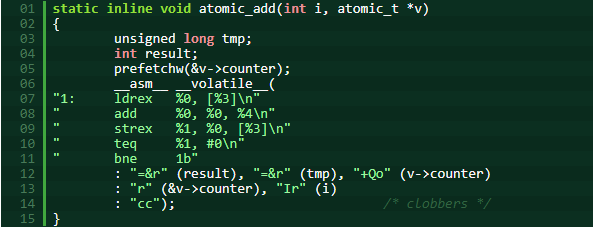 01 static inline void atomic_add(int i, atomic_t *v)
02 {
03         unsigned long tmp;
04         int result;
05         prefetchw(&v->counter);
06         __asm__ __volatile__(
07 "1:     ldrex   %0, [%3]\n"
08 "       add     %0, %0, %4\n"
09 "       strex   %1, %0, [%3]\n"
10 "       teq     %1, #0\n"
11 "       bne     1b"
12         : "=&r" (result), "=&r" (tmp), "+Qo" (v->counter)
13         : "r" (&v->counter), "Ir" (i)
14         : "cc");                             /* clobbers */
15 }